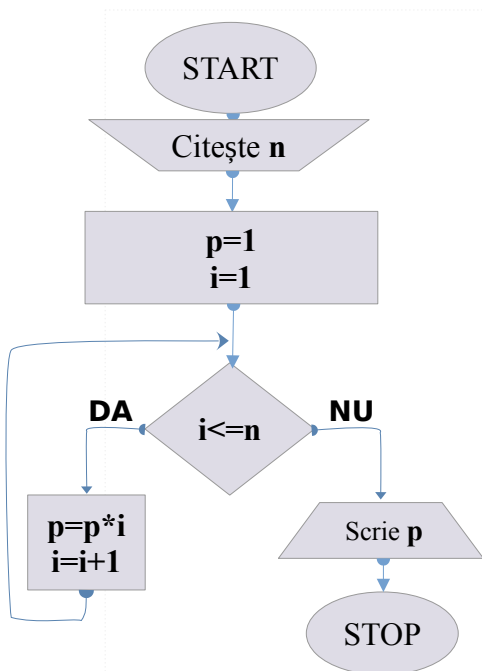 START
Citește n
p=1
i=1
DA
NU
i<=n
p=p*i
i=i+1
Scrie p
STOP